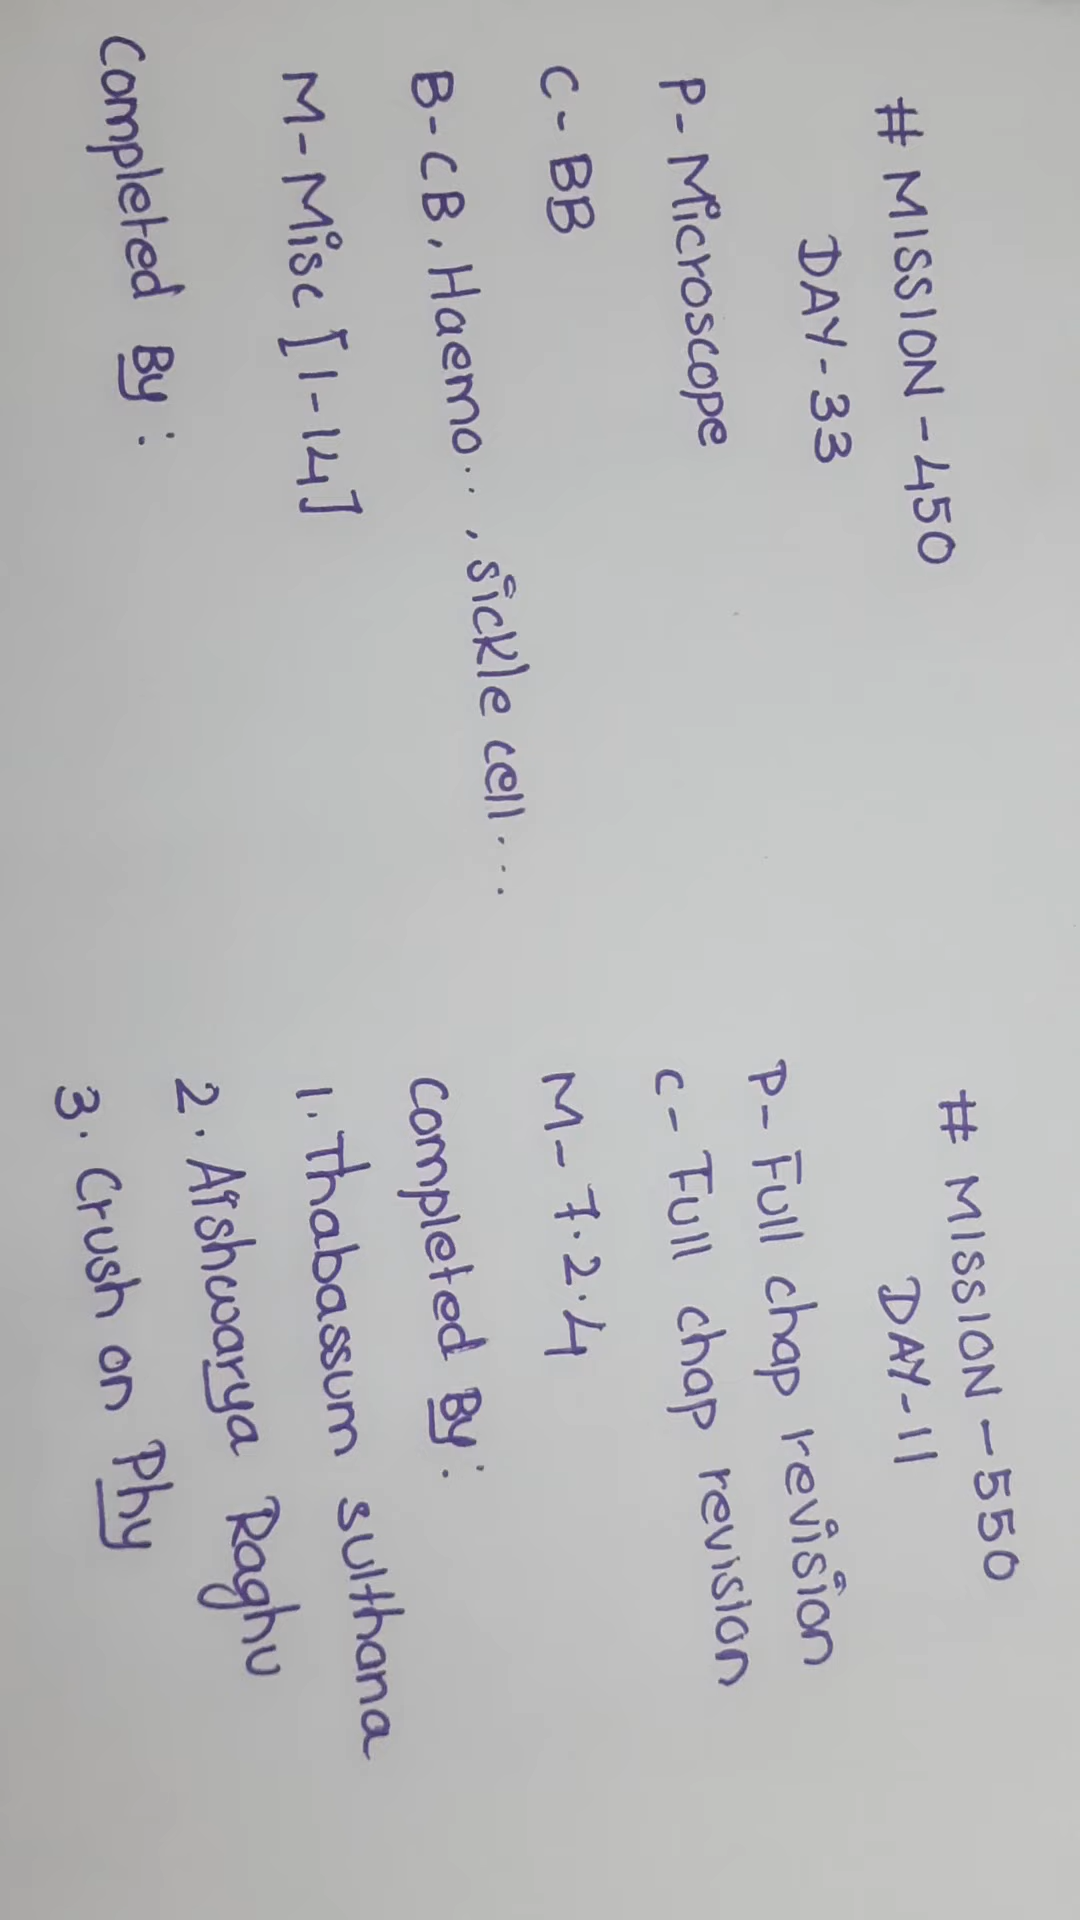 # MISSION-450
DAY-33
P- Microscope
C- BB
B-CB, Haemo..., sickle cell...
M-Misc [1-14]
Completed By:
# MISSION-550
DAY-11
P- Full chap revision
C- Full chap revision
M- 7.2.4
Completed By:
1. Thabassum sulthana
2. Aishwarya Raghu
3. Crush on Phy